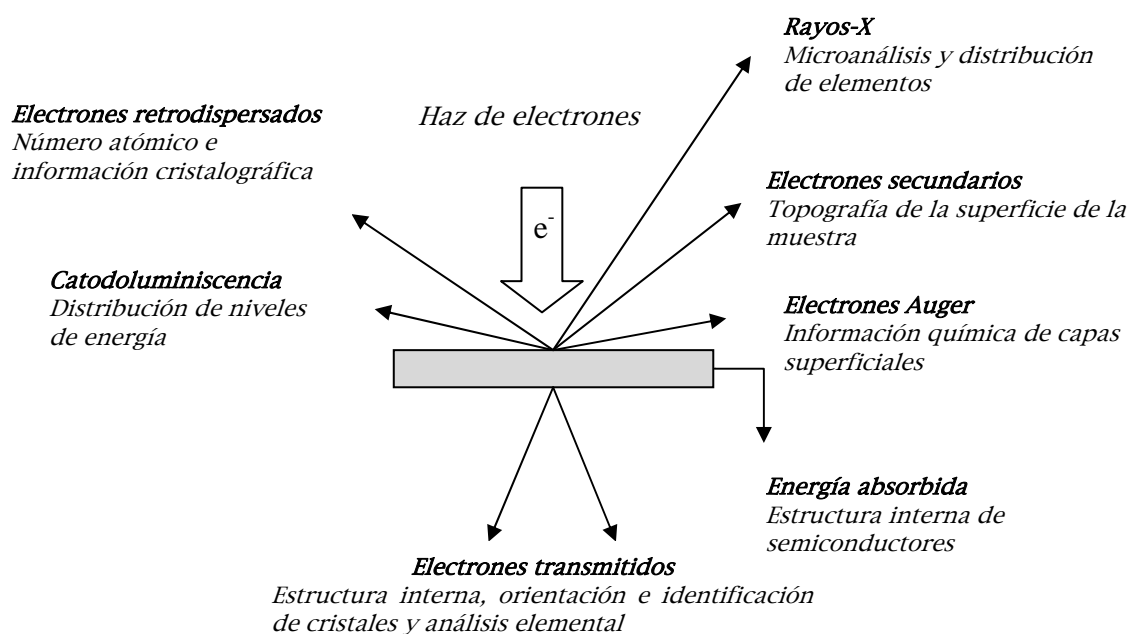 Rayos-X
Microanálisis y distribución
de elementos
Electrones retrodispersados
Número atómico e
información cristalográfica
Haz de electrones
e-
Electrones secundarios
Topografía de la superficie de la
muestra
Catodoluminiscencia
Distribución de niveles
de energía
Electrones Auger
Información química de capas
superficiales
Energía absorbida
Estructura interna de
semiconductores
Electrones transmitidos
Estructura interna, orientación e identificación
de cristales y análisis elemental